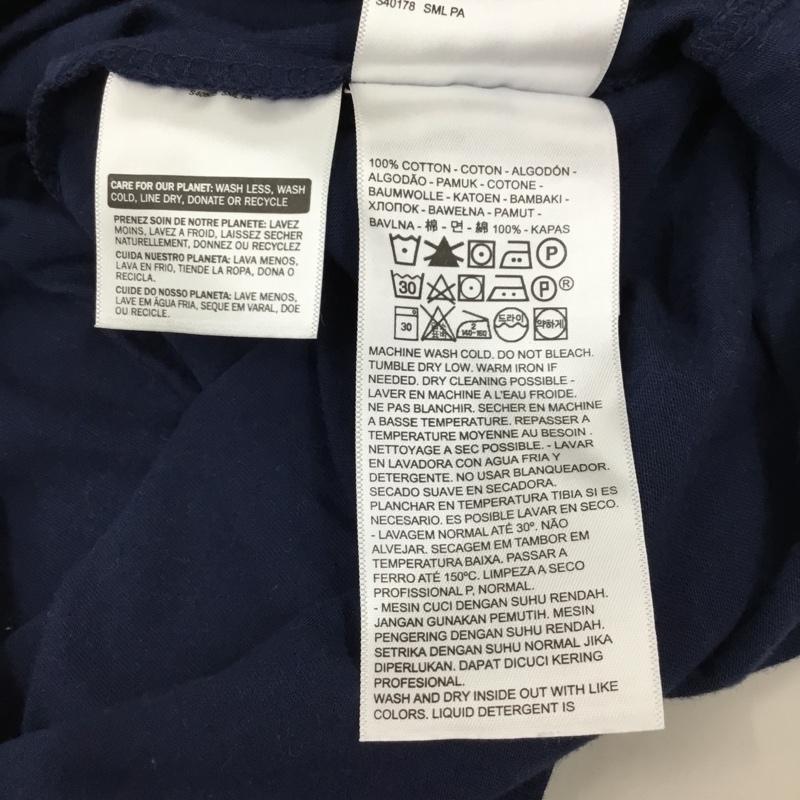 S40178 SML PA
CARE FOR OUR PLANET: WASH LESS, WASH
COLD, LINE DRY, DONATE OR RECYCLE
PRENEZ SOIN DE NOTRE PLANETE: LAVEZ
MOINS, LAVEZ A FROID, LAISSEZ SECHER
NATURELLEMENT, DONNEZ OU RECYCLEZ
CUIDA NUESTRO PLANETA: LAVA MENOS,
LAVA EN FRIO, TIENDE LA ROPA, DONA O
RECICLA.
CUIDE DO NOSSO PLANETA: LAVE MENOS,
LAVE EM ÁGUA FRIA, SEQUE EM VARAL, DOE
OU RECICLE.
100% COTTON - COTON - ALGODÓN -
ALGODÃO - PAMUK - COTONE -
BAUMWOLLE - KATOEN - BAMBAKI -
ХЛОПОК - BAWEŁNA - PAMUT -
BAVLNA - 棉 - 면 - 綿 100% - KAPAS
P
30 P ®
30 2 140-160 드라이 약하게
MACHINE WASH COLD. DO NOT BLEACH.
TUMBLE DRY LOW. WARM IRON IF
NEEDED. DRY CLEANING POSSIBLE -
LAVER EN MACHINE A L'EAU FROIDE.
NE PAS BLANCHIR. SECHER EN MACHINE
A BASSE TEMPERATURE. REPASSER A
TEMPERATURE MOYENNE AU BESOIN .
NETTOYAGE A SEC POSSIBLE. - LAVAR
EN LAVADORA CON AGUA FRIA Y
DETERGENTE. NO USAR BLANQUEADOR.
SECADO SUAVE EN SECADORA.
PLANCHAR EN TEMPERATURA TIBIA SI ES
NECESARIO. ES POSIBLE LAVAR EN SECO.
- LAVAGEM NORMAL ATÉ 30º. NÃO
ALVEJAR. SECAGEM EM TAMBOR EM
TEMPERATURA BAIXA. PASSAR A
FERRO ATÉ 150ºC. LIMPEZA A SECO
PROFISSIONAL P, NORMAL.
- MESIN CUCI DENGAN SUHU RENDAH.
JANGAN GUNAKAN PEMUTIH. MESIN
PENGERING DENGAN SUHU RENDAH.
SETRIKA DENGAN SUHU NORMAL JIKA
DIPERLUKAN. DAPAT DICUCI KERING
PROFESIONAL.
WASH AND DRY INSIDE OUT WITH LIKE
COLORS. LIQUID DETERGENT IS